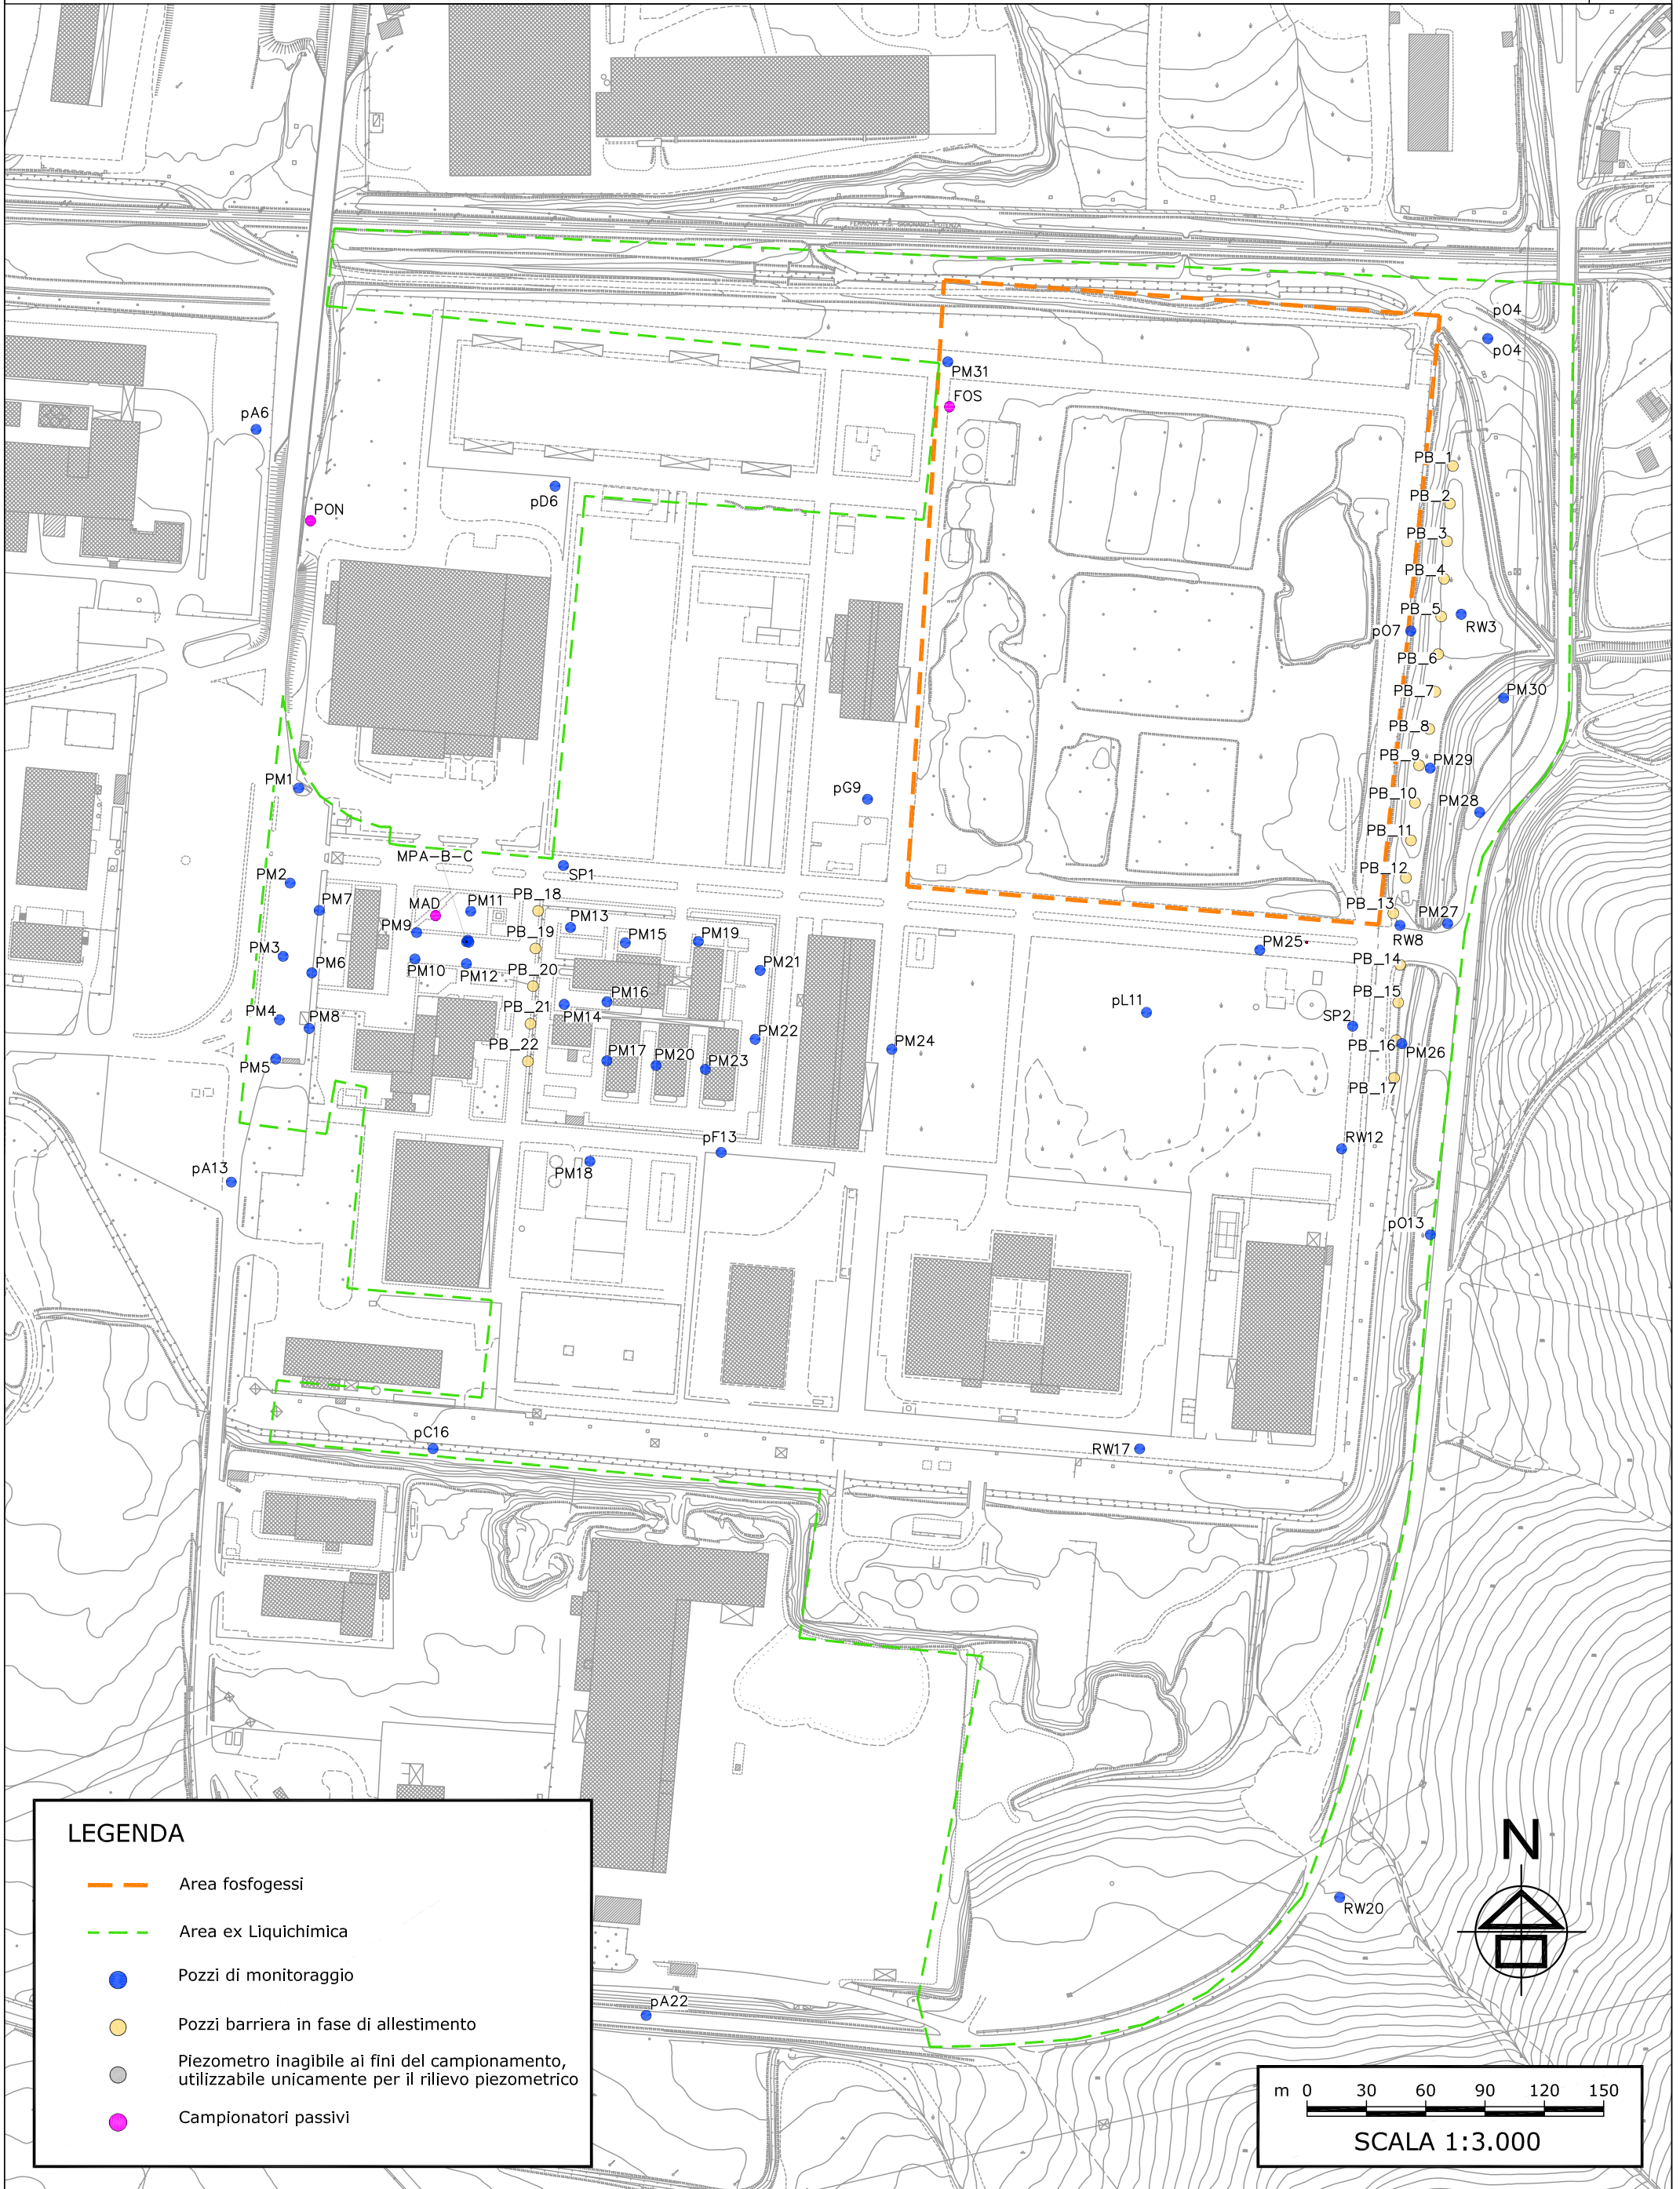 pO4
pO4
PM31
FOS
pA6
PB_1
pD6
PB_2
PON
PB_3
PB_4
PB_5
RW3
pO7
PB_6
PB_7
PM30
PB_8
PB_9
PM29
PM1
pG9
PB_10
PM28
PB_11
MPA-B-C
SP1
PB_12
PM2
PM7
MAD
PM11
PB_18
PB_13
PM13
PM27
PM9
RW8
PB_19
PM15
PM19
PM25
PM3
PM6
PM10
PM12
PB_20
PM21
PB_14
PM16
PB_15
PM4
PM8
PB_21
PM14
pL11
SP2
PM5
PB_22
PM22
PM24
PB_16
PM26
PM17
PM20
PM23
PB_17
pF13
RW12
pA13
PM18
pO13
pC16
RW17
RW20
pA22
N
LEGENDA
Area fosfogessi
Area ex Liquichimica
Pozzi di monitoraggio
Pozzi barriera in fase di allestimento
Piezometro inagibile ai fini del campionamento,
utilizzabile unicamente per il rilievo piezometrico
Campionatori passivi
m 0 30 60 90 120 150
SCALA 1:3.000